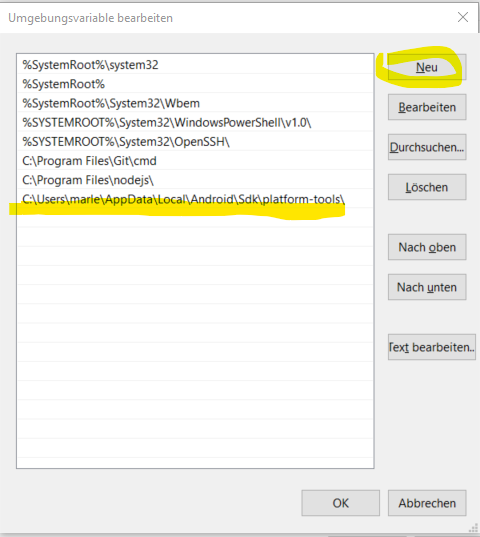 Umgebungsvariable bearbeiten
%SystemRoot%\system32
%SystemRoot%
%SystemRoot%\System32\Wbem
%SYSTEMROOT%\System32\WindowsPowerShell\v1.0\
%SYSTEMROOT%\System32\OpenSSH\
C:\Program Files\Git\cmd
C:\Program Files\nodejs\
C:\Users\marle\AppData\Local\Android\Sdk\platform-tools\
Neu
Bearbeiten
Durchsuchen...
Löschen
Nach oben
Nach unten
Text bearbeiten..
OK
Abbrechen